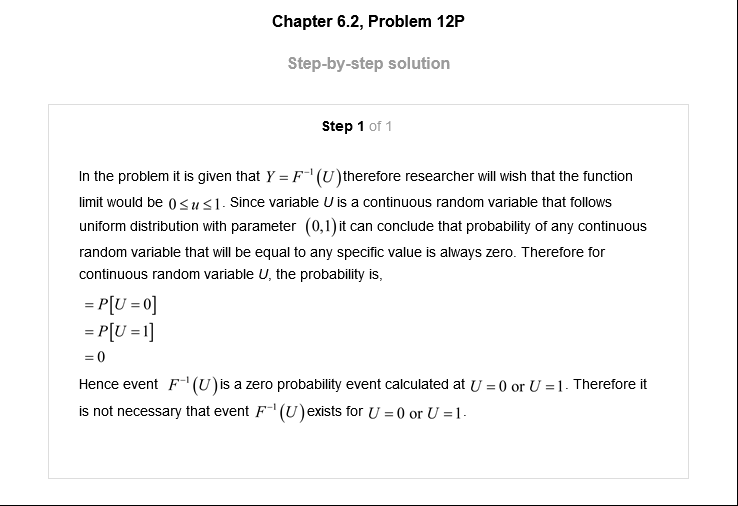 Chapter 6.2, Problem 12P
Step-by-step solution
Step 1 of 1
In the problem it is given that Y = F⁻¹(U)therefore researcher will wish that the function
limit would be 0 ≤ u ≤ 1. Since variable U is a continuous random variable that follows
uniform distribution with parameter (0,1)it can conclude that probability of any continuous
random variable that will be equal to any specific value is always zero. Therefore for
continuous random variable U, the probability is,
= P[U = 0]
= P[U = 1]
= 0
Hence event F⁻¹(U)is a zero probability event calculated at U = 0 or U = 1. Therefore it
is not necessary that event F⁻¹(U)exists for U = 0 or U = 1.